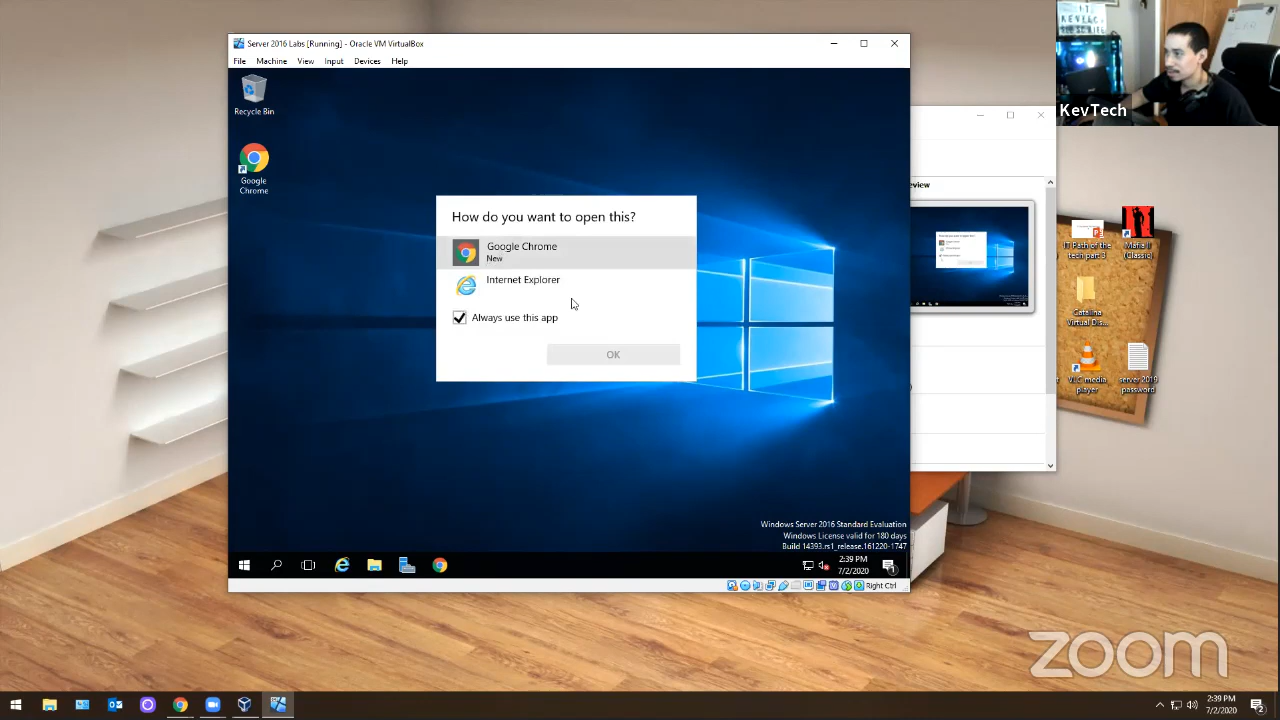 Server 2016 Labs [Running] - Oracle VM VirtualBox
File Machine View Input Devices Help
Recycle Bin
Google
Chrome
How do you want to open this?
Google Chrome
New
Internet Explorer
Always use this app
OK
Windows Server 2016 Standard Evaluation
Windows License valid for 180 days
Build 14393.rs1_release.161220-1747
2:39 PM
7/2/2020
1
Right Ctrl
KevTech
IT Path of the
tech part 3
Mafia II
(Classic)
Catalina
Virtual Dis...
VLC media
player
server 2019
password
zoom
2:39 PM
7/2/2020
2